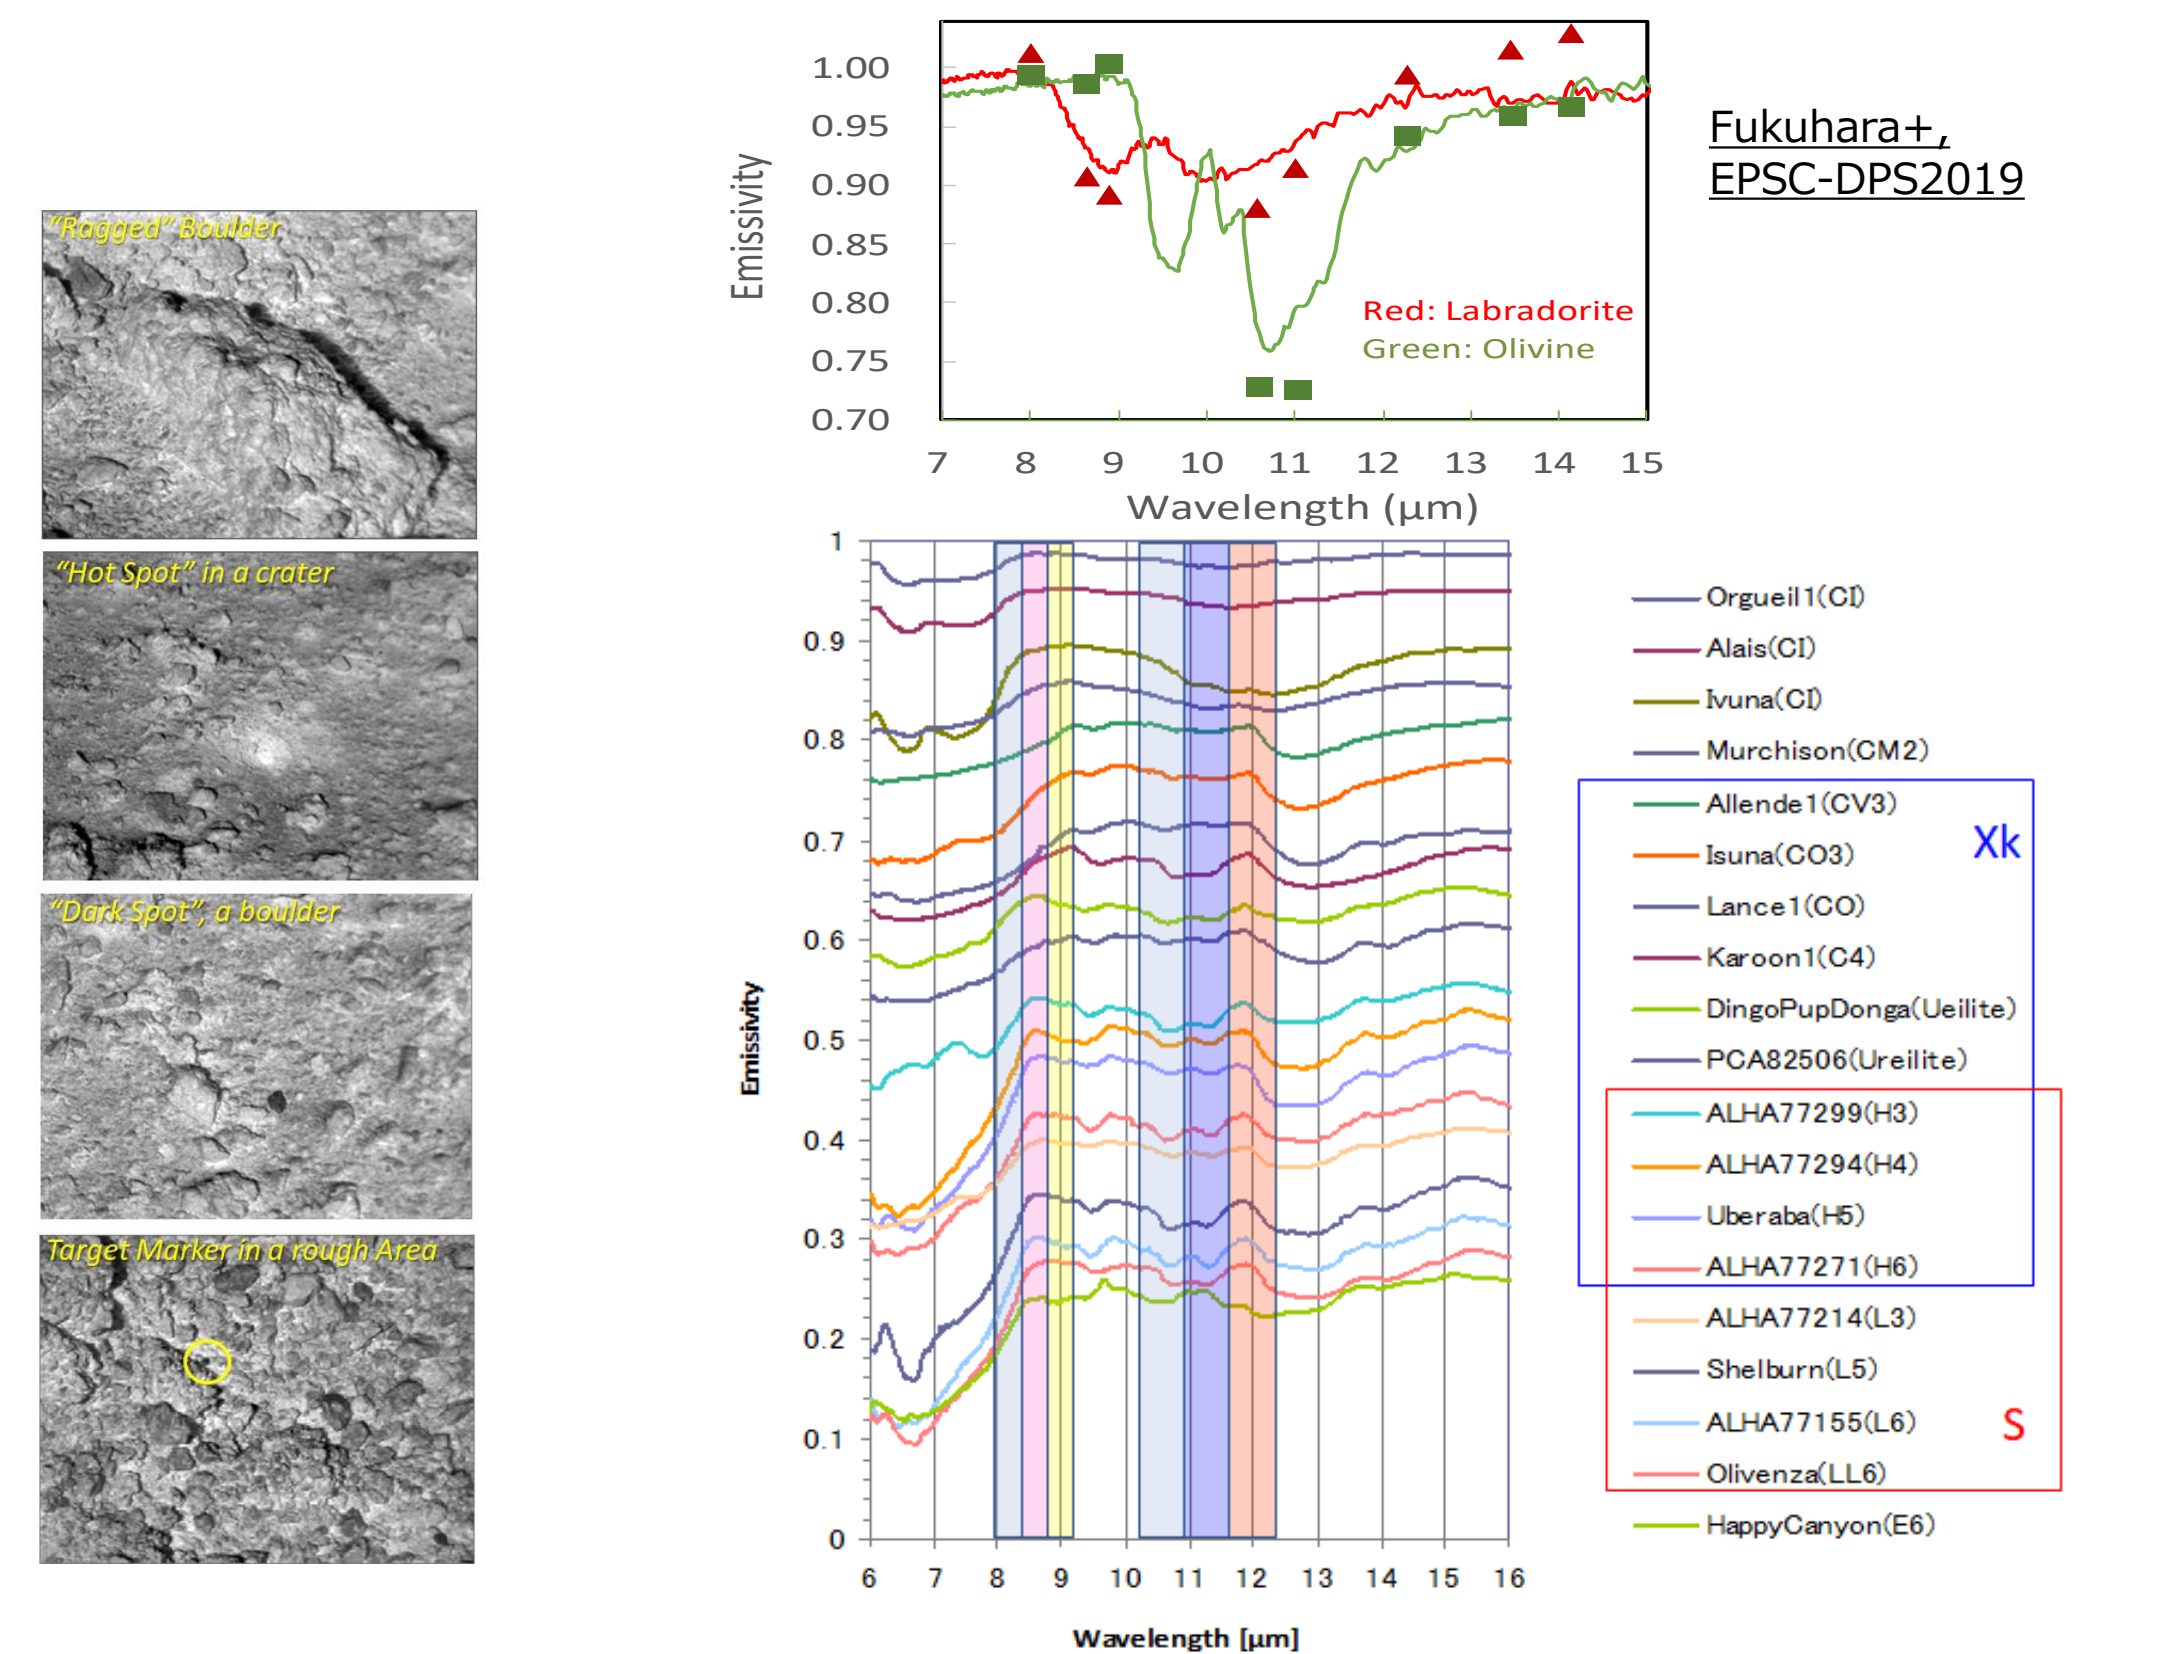 "Ragged" Boulder
"Hot Spot" in a crater
"Dark Spot", a boulder
Target Marker in a rough Area
Emissivity
1.00
0.95
0.90
0.85
0.80
0.75
0.70
Red: Labradorite
Green: Olivine
7 8 9 10 11 12 13 14 15
Wavelength (μm)
Fukuhara+,
EPSC-DPS2019
Emissivity
1
0.9
0.8
0.7
0.6
0.5
0.4
0.3
0.2
0.1
0
6 7 8 9 10 11 12 13 14 15 16
Wavelength [μm]
Orgueil1(CI)
Alais(CI)
Ivuna(CI)
Murchison(CM2)
Allende1(CV3)
Xk
Isuna(CO3)
Lance1(CO)
Karoon1(C4)
DingoPupDonga(Ueilite)
PCA82506(Ureilite)
ALHA77299(H3)
ALHA77294(H4)
Uberaba(H5)
ALHA77271(H6)
ALHA77214(L3)
Shelburn(L5)
ALHA77155(L6)
S
Olivenza(LL6)
HappyCanyon(E6)